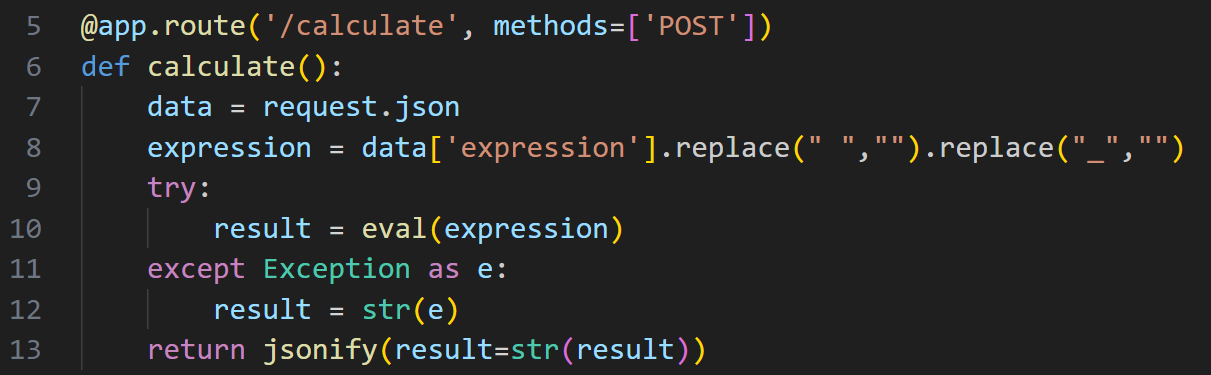 5 @app.route('/calculate', methods=['POST'])
6 def calculate():
7     data = request.json
8     expression = data['expression'].replace(" ","").replace("_","")
9     try:
10         result = eval(expression)
11     except Exception as e:
12         result = str(e)
13     return jsonify(result=str(result))